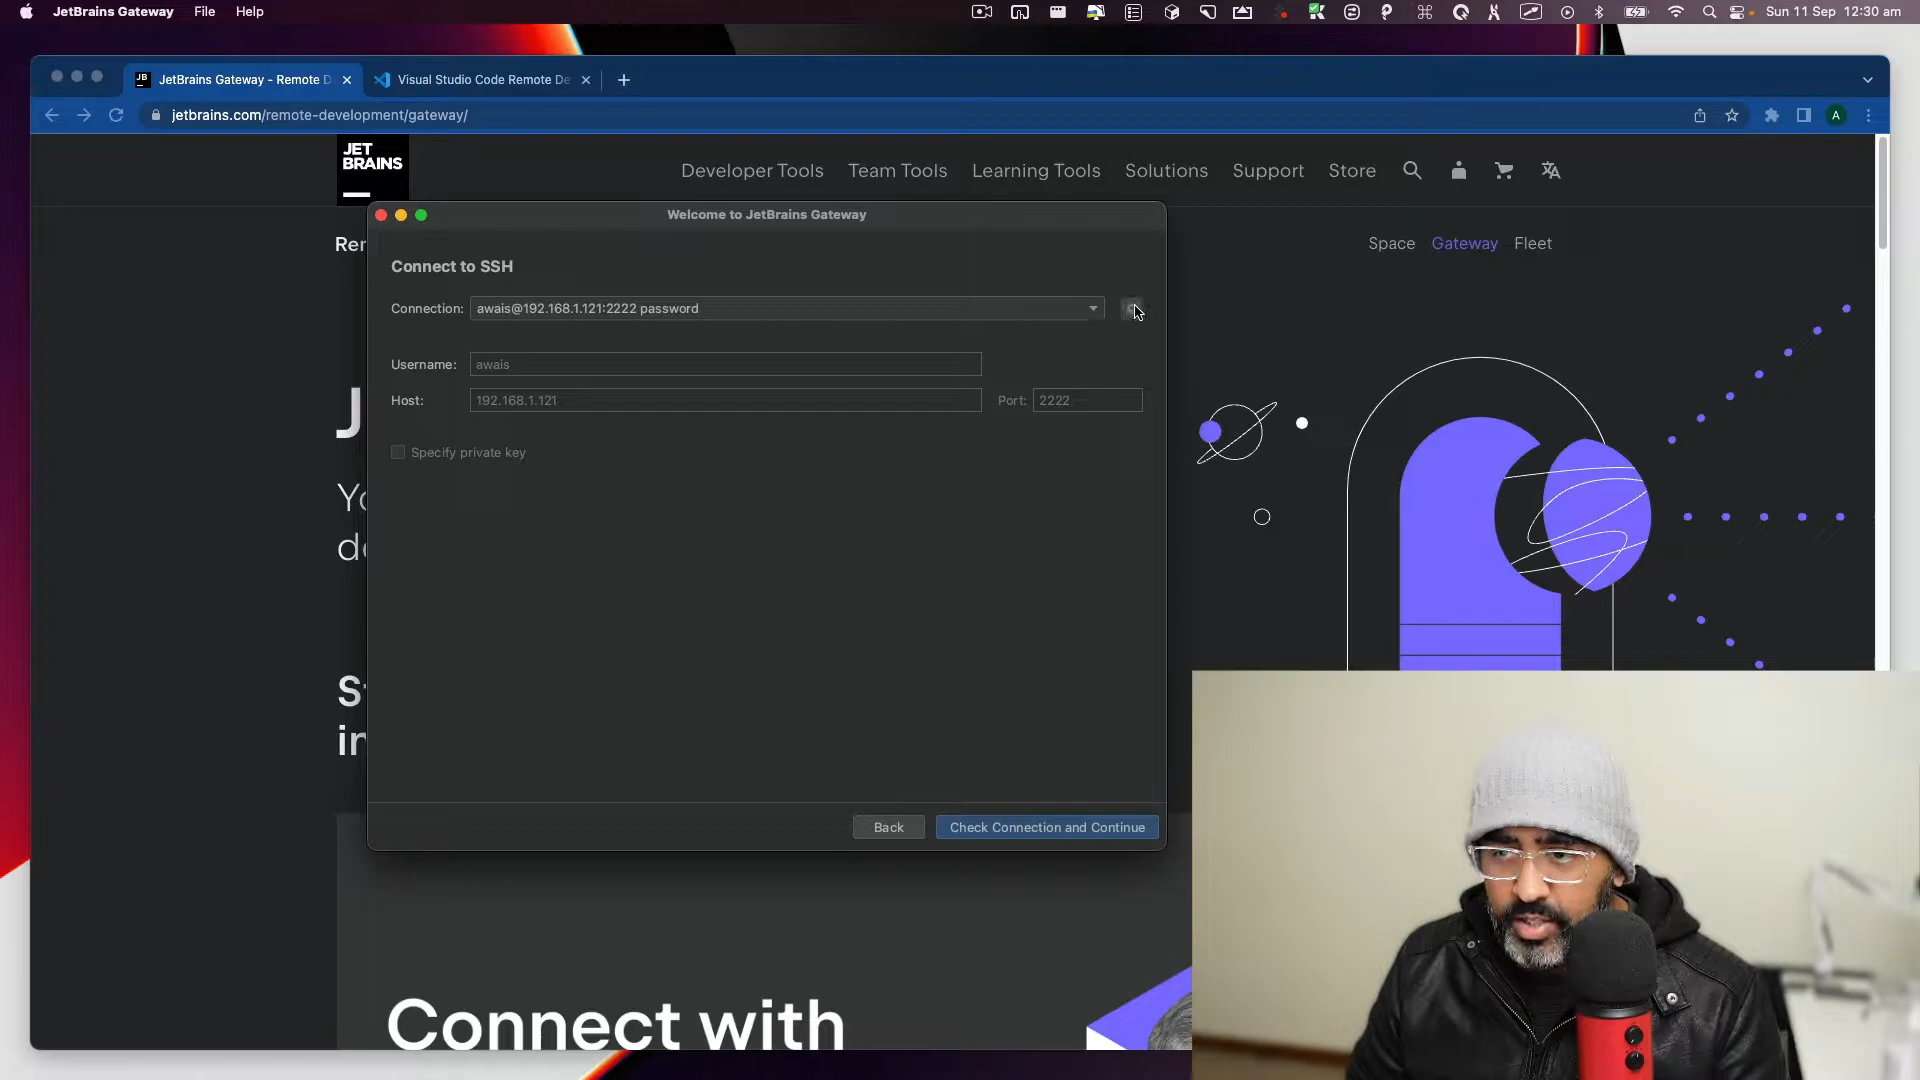 JetBrains Gateway File Help Sun 11 Sep 12:30 am
JetBrains Gateway - Remote D
Visual Studio Code Remote De
jetbrains.com/remote-development/gateway/
A
JET
BRAINS
Developer Tools Team Tools Learning Tools Solutions Support Store
Space Gateway Fleet
Welcome to JetBrains Gateway
Connect to SSH
Connection: awais@192.168.1.121:2222 password
Username: awais
Host: 192.168.1.121 Port: 2222
Specify private key
Back Check Connection and Continue
Connect with